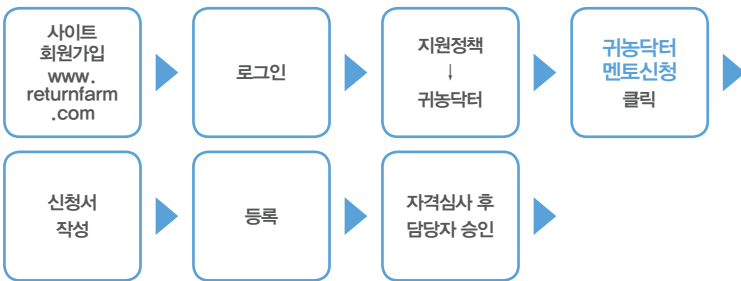 사이트
회원가입
www.
returnfarm
.com
로그인
지원정책
↓
귀농닥터
귀농닥터
멘토신청
클릭
신청서
작성
등록
자격심사 후
담당자 승인